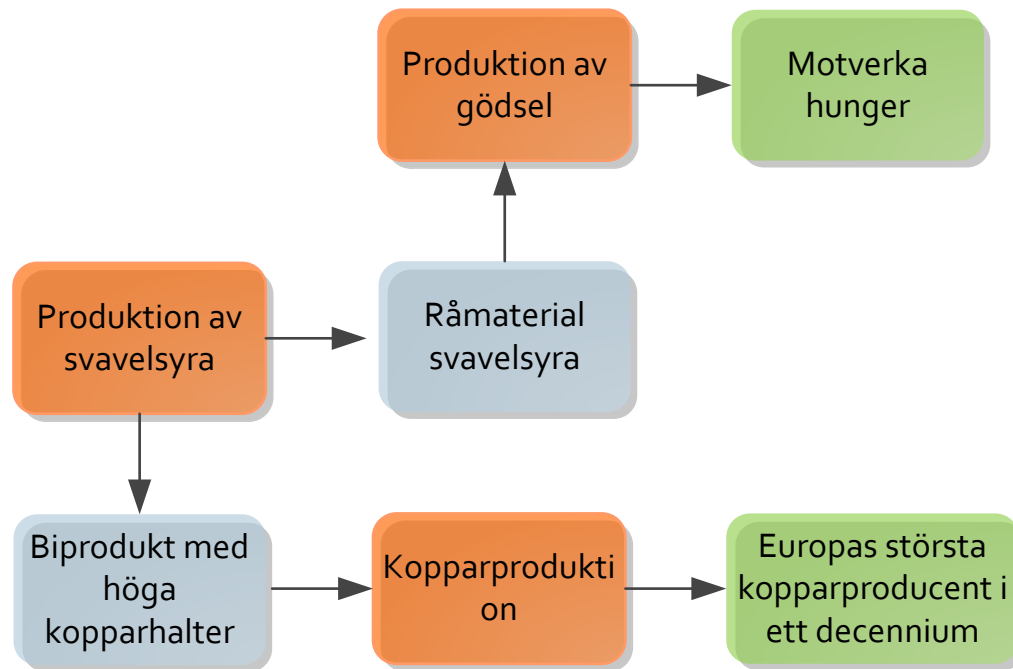 Produktion av
gödsel
Motverka
hunger
Produktion av
svavelsyra
Råmaterial
svavelsyra
Biprodukt med
höga
kopparhalter
Kopparprodukti
on
Europas största
kopparproducent i
ett decennium